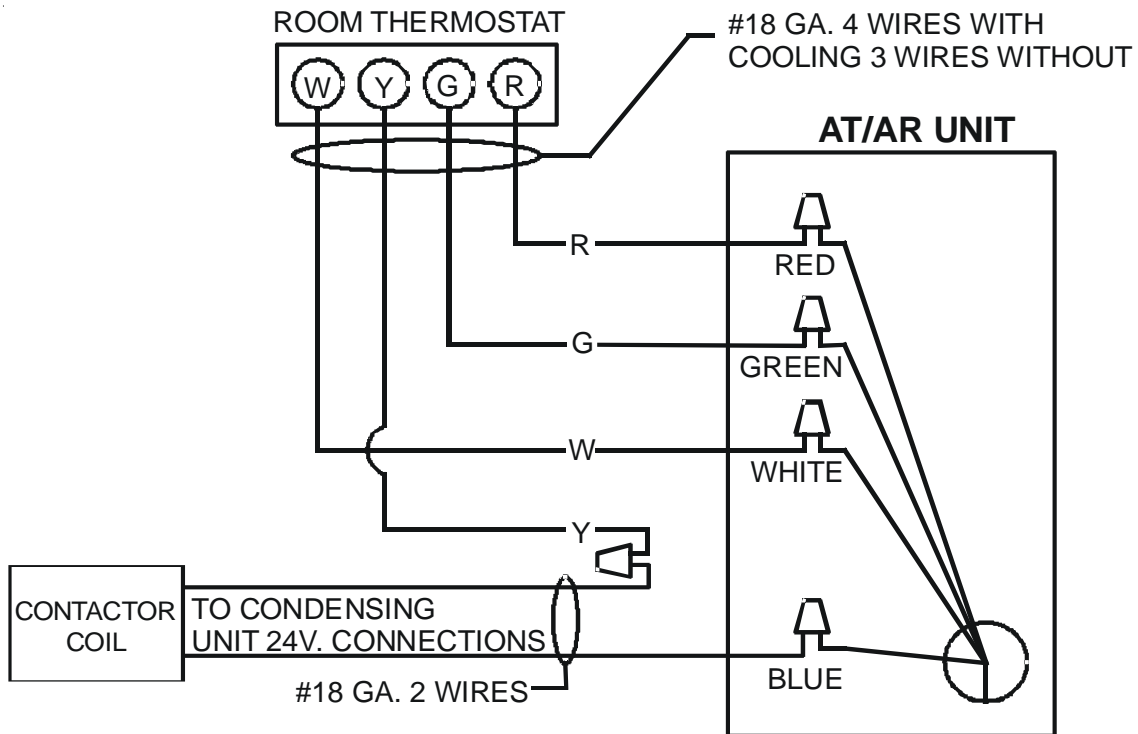 ROOM THERMOSTAT
#18 GA. 4 WIRES WITH
COOLING 3 WIRES WITHOUT
W Y G R
AT/AR UNIT
R
RED
G
GREEN
W
WHITE
Y
CONTACTOR
COIL
TO CONDENSING
UNIT 24V. CONNECTIONS
BLUE
#18 GA. 2 WIRES